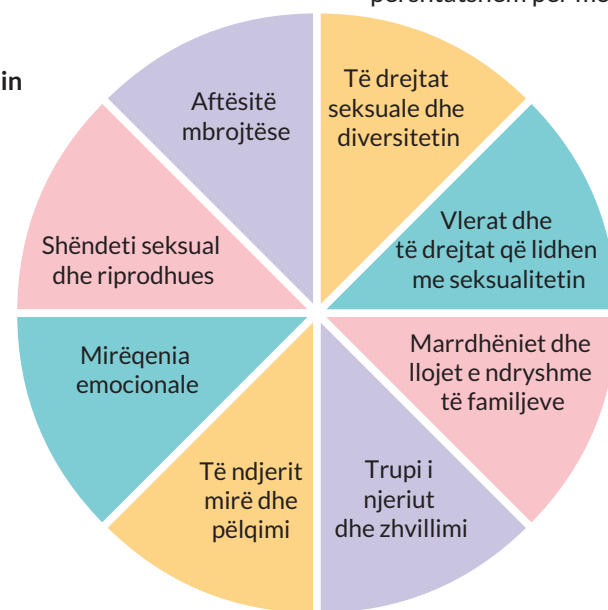 in
Të drejtat
seksuale dhe
diversitetin
Vlerat dhe
të drejtat që lidhen
me seksualitetin
Marrdhëniet dhe
llojet e ndryshme
të familjeve
Trupi i
njeriut
dhe zhvillimi
Të ndjerit
mirë dhe
pëlqimi
Mirëqenia
emocionale
Shëndeti seksual
dhe riprodhues
Aftësitë
mbrojtëse